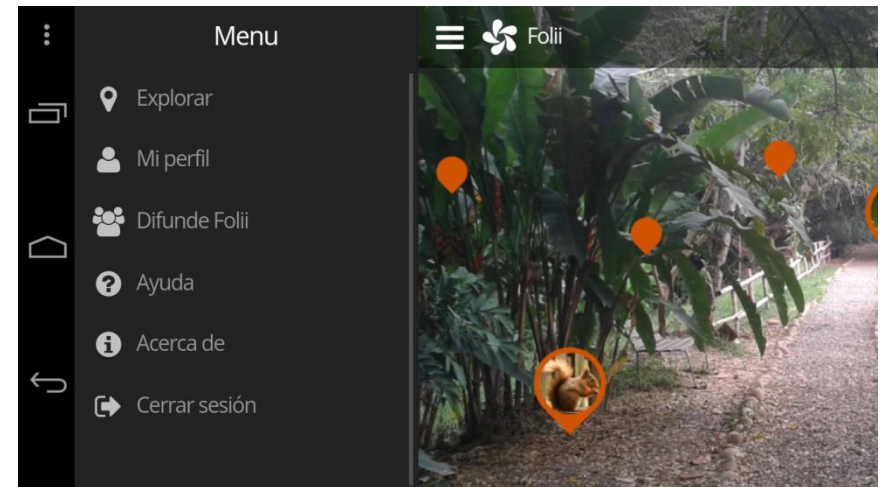 Menu
Folii
Explorar
Mi perfil
Difunde Folii
Ayuda
Acerca de
Cerrar sesión